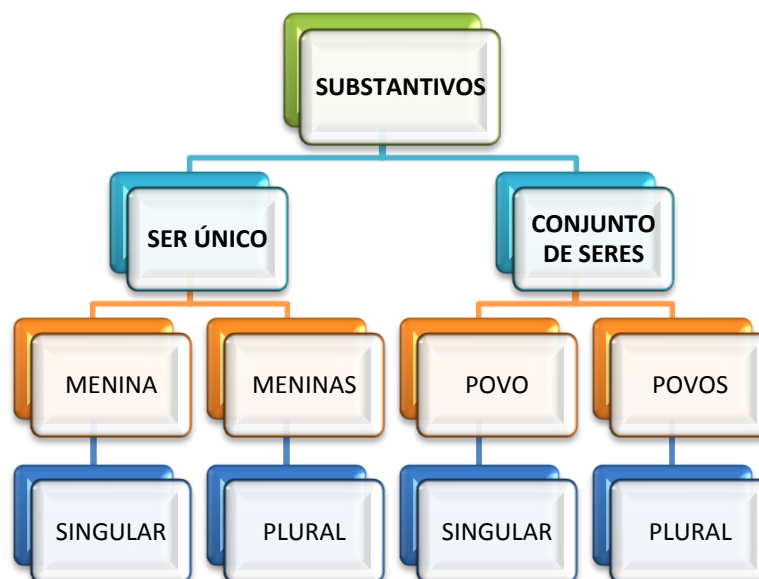 SUBSTANTIVOS
SER ÚNICO
CONJUNTO
DE SERES
MENINA
MENINAS
POVO
POVOS
SINGULAR
PLURAL
SINGULAR
PLURAL